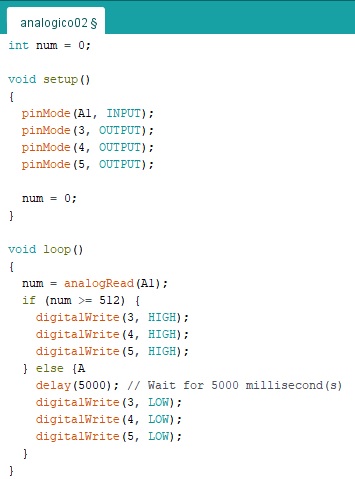 analogico02 §
int num = 0;

void setup()
{
  pinMode(A1, INPUT);
  pinMode(3, OUTPUT);
  pinMode(4, OUTPUT);
  pinMode(5, OUTPUT);

  num = 0;
}

void loop()
{
  num = analogRead(A1);
  if (num >= 512) {
    digitalWrite(3, HIGH);
    digitalWrite(4, HIGH);
    digitalWrite(5, HIGH);
  } else {A
    delay(5000); // Wait for 5000 millisecond(s)
    digitalWrite(3, LOW);
    digitalWrite(4, LOW);
    digitalWrite(5, LOW);
  }
}